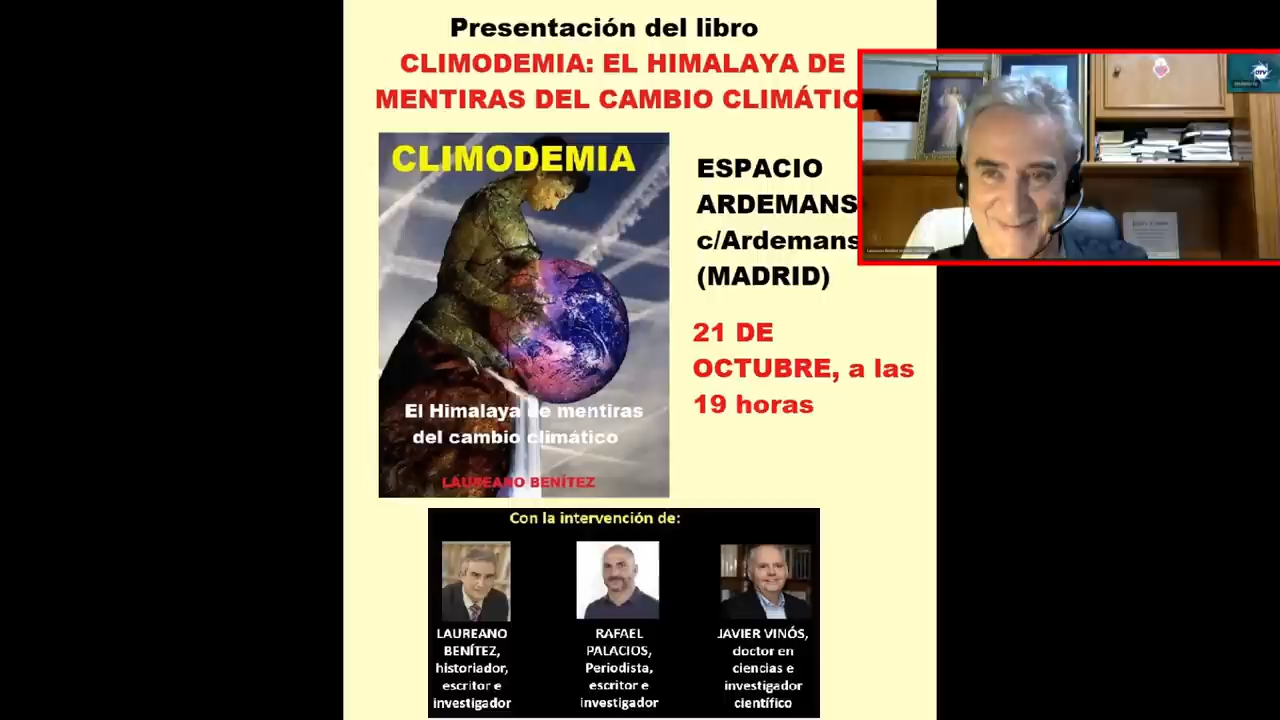 Presentación del libro
CLIMODEMIA: EL HIMALAYA DE
MENTIRAS DEL CAMBIO CLIMÁTIC
CLIMODEMIA
El Himalaya de mentiras
del cambio climático
LAUREANO BENÍTEZ
ESPACIO
ARDEMANS
c/Ardemans
(MADRID)
21 DE
OCTUBRE, a las
19 horas
Con la intervención de:
LAUREANO
BENÍTEZ,
historiador,
escritor e
investigador
RAFAEL
PALACIOS,
Periodista,
escritor e
investigador
JAVIER VINÓS,
doctor en
ciencias e
investigador
científico